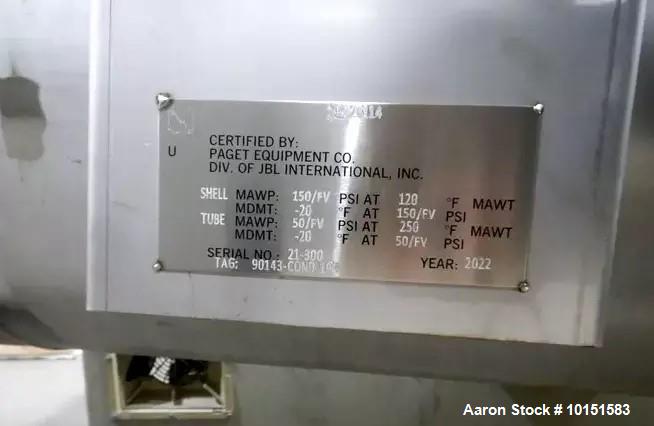 U
CERTIFIED BY:
PAGET EQUIPMENT CO.
DIV. OF JBL INTERNATIONAL, INC.
SHELL MAWP: 150/FV PSI AT 120 °F MAWT
MDMT: -20 °F AT 150/FV PSI
TUBE MAWP: 50/FV PSI AT 250 °F MAWT
MDMT: -20 °F AT 50/FV PSI
SERIAL NO.: 21-300
TAG: 90143-COND YEAR: 2022
Aaron Stock # 10151583